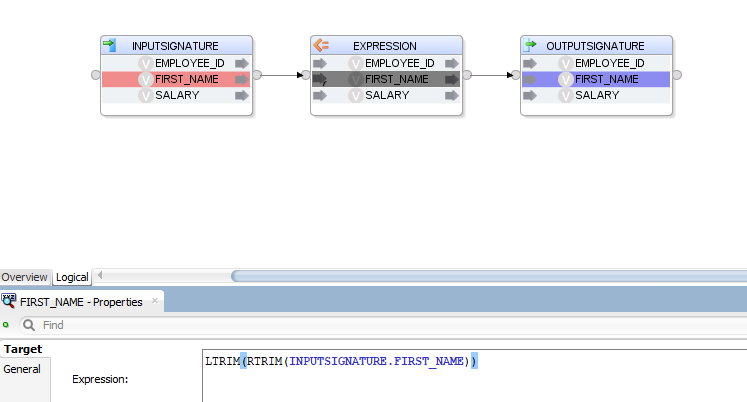 INPUTSIGNATURE
EXPRESSION
OUTPUTSIGNATURE
V EMPLOYEE_ID
V EMPLOYEE_ID
V EMPLOYEE_ID
V FIRST_NAME
V FIRST_NAME
V FIRST_NAME
V SALARY
V SALARY
V SALARY
Overview
Logical
FIRST_NAME - Properties
Find
Target
General
Expression:
LTRIM(RTRIM(INPUTSIGNATURE.FIRST_NAME))